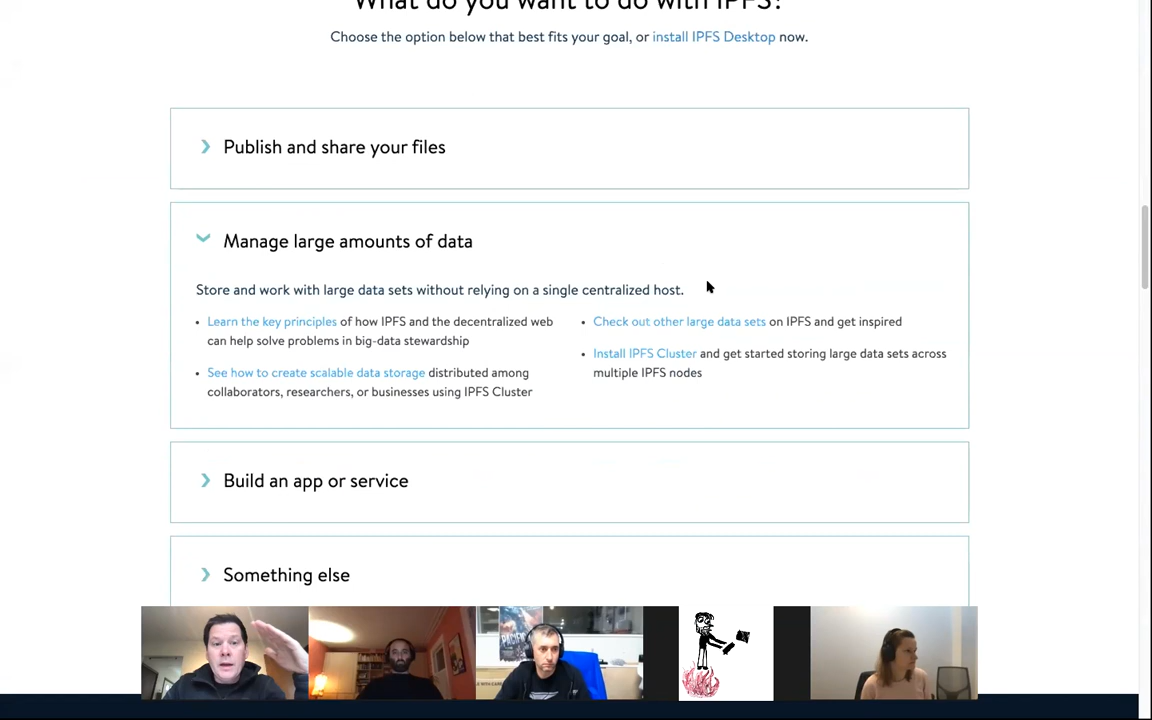 What do you want to do with IPFS?
Choose the option below that best fits your goal, or install IPFS Desktop now.
Publish and share your files
Manage large amounts of data
Store and work with large data sets without relying on a single centralized host.
Learn the key principles of how IPFS and the decentralized web
can help solve problems in big-data stewardship
See how to create scalable data storage distributed among
collaborators, researchers, or businesses using IPFS Cluster
Check out other large data sets on IPFS and get inspired
Install IPFS Cluster and get started storing large data sets across
multiple IPFS nodes
Build an app or service
Something else